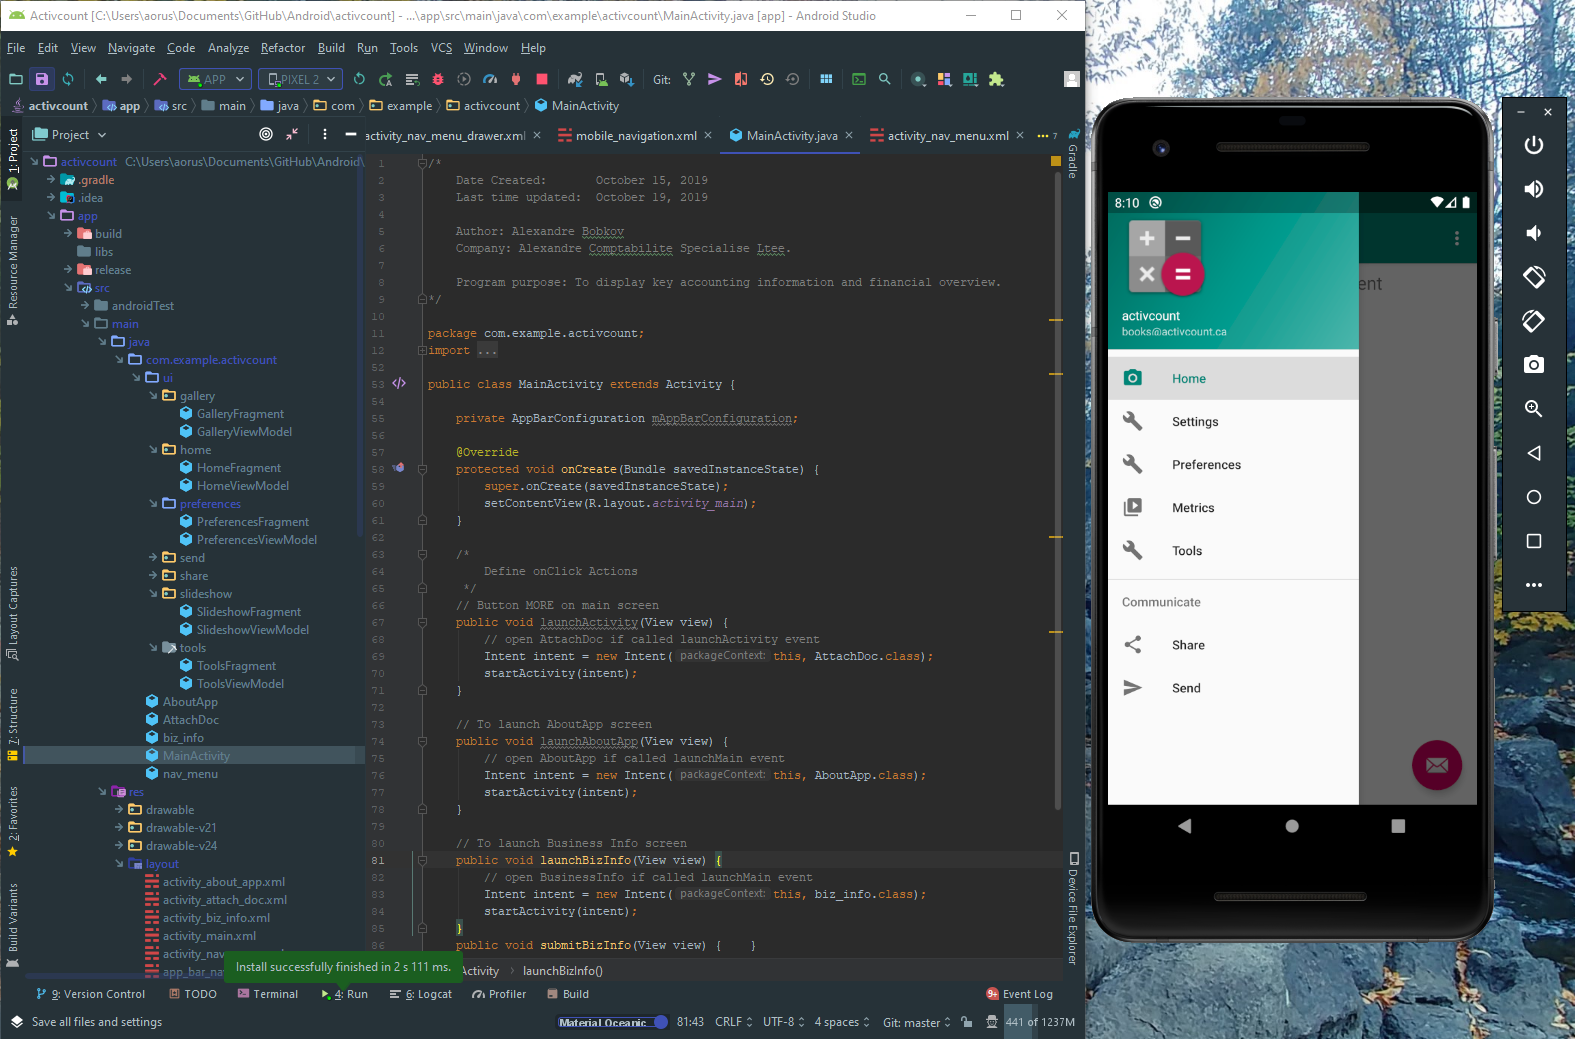 Activcount [C:\Users\aorus\Documents\GitHub\Android\activcount] - ...\app\src\main\java\com\example\activcount\MainActivity.java [app] - Android Studio
File Edit View Navigate Code Analyze Refactor Build Run Tools VCS Window Help
APP PIXEL 2 Git:
activcount app src main java com example activcount MainActivity
Project
activity_nav_menu_drawer.xml mobile_navigation.xml MainActivity.java activity_nav_menu.xml 7
1: Project
Resource Manager
Layout Captures
7: Structure
2: Favorites
Build Variants
activcount C:\Users\aorus\Documents\GitHub\Android\
.gradle
.idea
app
build
libs
release
src
androidTest
main
java
com.example.activcount
ui
gallery
GalleryFragment
GalleryViewModel
home
HomeFragment
HomeViewModel
preferences
PreferencesFragment
PreferencesViewModel
send
share
slideshow
SlideshowFragment
SlideshowViewModel
tools
ToolsFragment
ToolsViewModel
AboutApp
AttachDoc
biz_info
MainActivity
nav_menu
res
drawable
drawable-v21
drawable-v24
layout
activity_about_app.xml
activity_attach_doc.xml
activity_biz_info.xml
activity_main.xml
activity_nav
app_bar_na
1 /*
2 Date Created: October 15, 2019
3 Last time updated: October 19, 2019
4
5 Author: Alexandre Bobkov
6 Company: Alexandre Comptabilite Specialise Ltee.
7
8 Program purpose: To display key accounting information and financial overview.
9 */
10
11 package com.example.activcount;
12 import ...
52
53 public class MainActivity extends Activity {
54
55 private AppBarConfiguration mAppBarConfiguration;
56
57 @Override
58 protected void onCreate(Bundle savedInstanceState) {
59 super.onCreate(savedInstanceState);
60 setContentView(R.layout.activity_main);
61 }
62
63 /*
64 Define onClick Actions
65 */
66 // Button MORE on main screen
67 public void launchActivity(View view) {
68 // open AttachDoc if called launchActivity event
69 Intent intent = new Intent( packageContext: this, AttachDoc.class);
70 startActivity(intent);
71 }
72
73 // To launch AboutApp screen
74 public void launchAboutApp(View view) {
75 // open AboutApp if called launchMain event
76 Intent intent = new Intent( packageContext: this, AboutApp.class);
77 startActivity(intent);
78 }
79
80 // To launch Business Info screen
81 public void launchBizInfo(View view) {
82 // open BusinessInfo if called launchMain event
83 Intent intent = new Intent( packageContext: this, biz_info.class);
84 startActivity(intent);
85 }
86 public void submitBizInfo(View view) { }
Gradle
Device File Explorer
Install successfully finished in 2 s 111 ms.
Activity launchBizInfo()
9: Version Control TODO Terminal 4: Run 6: Logcat Profiler Build 9+ Event Log
Save all files and settings Material Oceanic 81:43 CRLF UTF-8 4 spaces Git: master 441 of 1237M
8:10
activcount
books@activcount.ca
ent
Home
Settings
Preferences
Metrics
Tools
Communicate
Share
Send